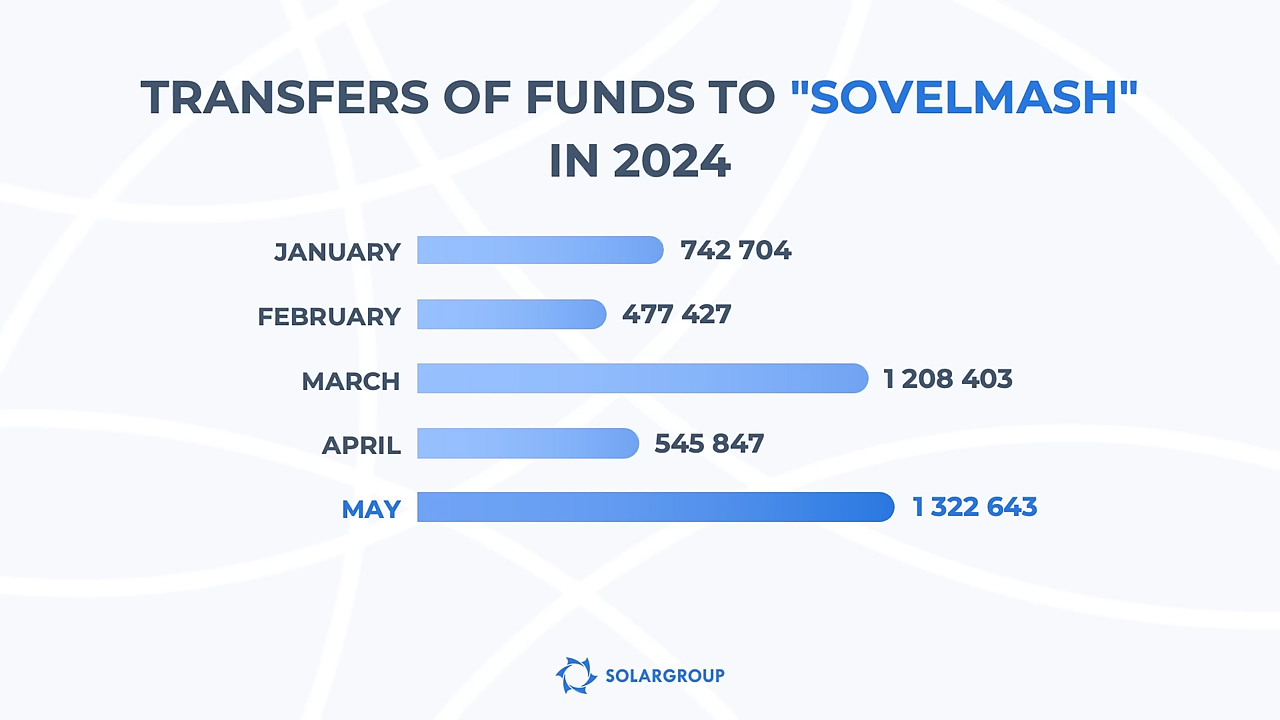 TRANSFERS OF FUNDS TO "SOVELMASH"
IN 2024
JANUARY 742 704
FEBRUARY 477 427
MARCH 1 208 403
APRIL 545 847
MAY 1 322 643
SOLARGROUP